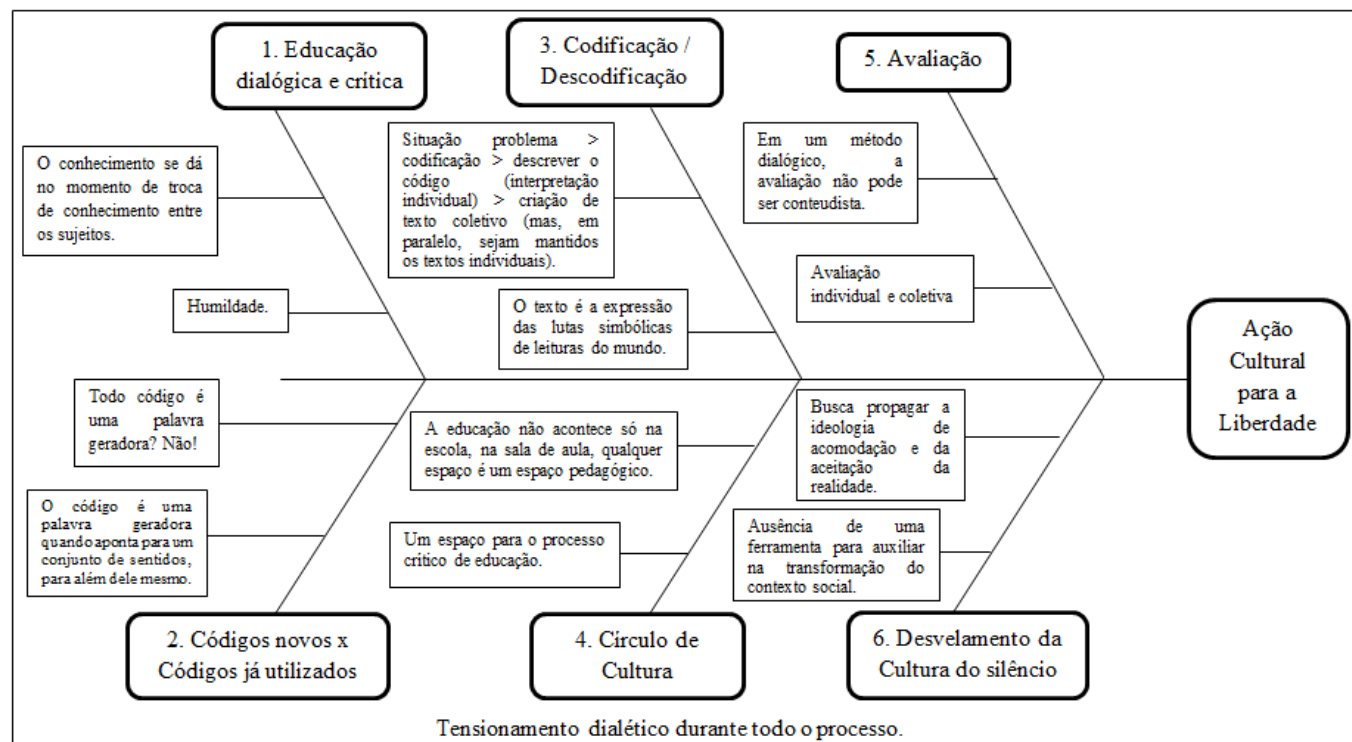 1. Educação
dialógica e crítica
3. Codificação /
Descodificação
5. Avaliação
O conhecimento se dá
no momento de troca
de conhecimento entre
os sujeitos.
Humildade.
Situação problema >
codificação > descrever o
código (interpretação
individual) > criação de
texto coletivo (mas, em
paralelo, sejam mantidos
os textos individuais).
O texto é a expressão
das lutas simbólicas
de leituras do mundo.
Em um método
dialógico, a
avaliação não pode
ser conteudista.
Avaliação
individual e coletiva
Ação
Cultural
para a
Liberdade
Todo código é
uma palavra
geradora? Não!
O código é uma
palavra geradora
quando aponta para um
conjunto de sentidos,
para além dele mesmo.
A educação não acontece só na
escola, na sala de aula, qualquer
espaço é um espaço pedagógico.
Um espaço para o processo
crítico de educação.
Busca propagar a
ideologia de
acomodação e da
aceitação da
realidade.
Ausência de uma
ferramenta para auxiliar
na transformação do
contexto social.
2. Códigos novos x
Códigos já utilizados
4. Círculo de
Cultura
6. Desvelamento da
Cultura do silêncio
Tensionamento dialético durante todo o processo.